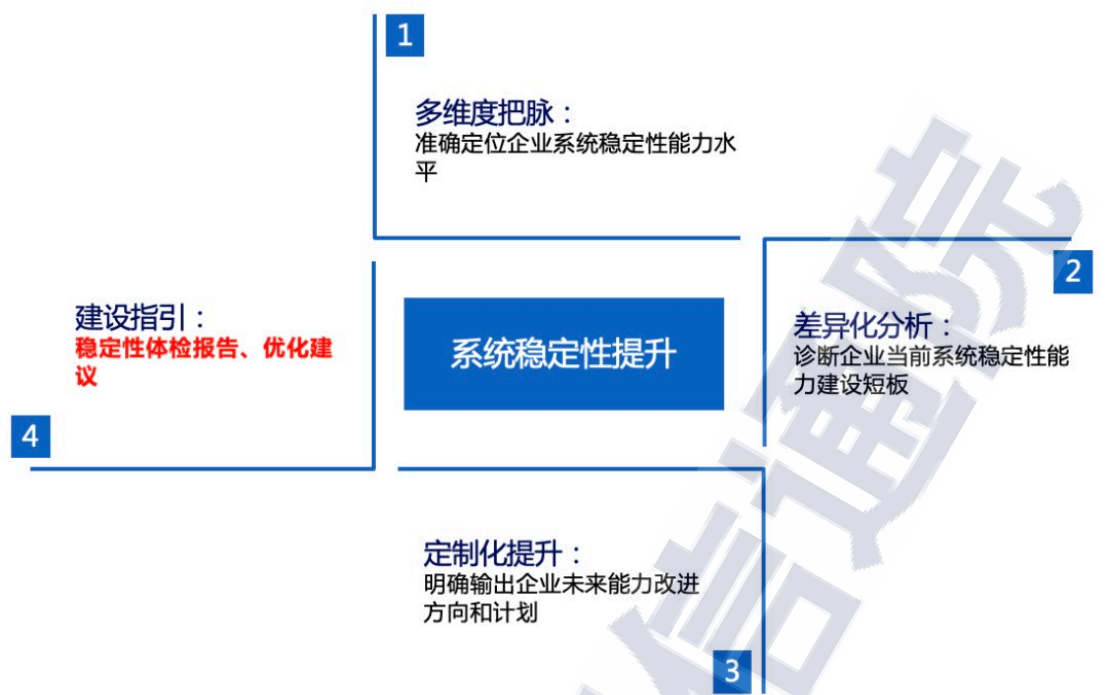 1
多维度把脉：
准确定位企业系统稳定性能力水
平
2
差异化分析：
诊断企业当前系统稳定性能
力建设短板
系统稳定性提升
建设指引：
稳定性体检报告、优化建
议
4
定制化提升：
明确输出企业未来能力改进
方向和计划
3
信通院